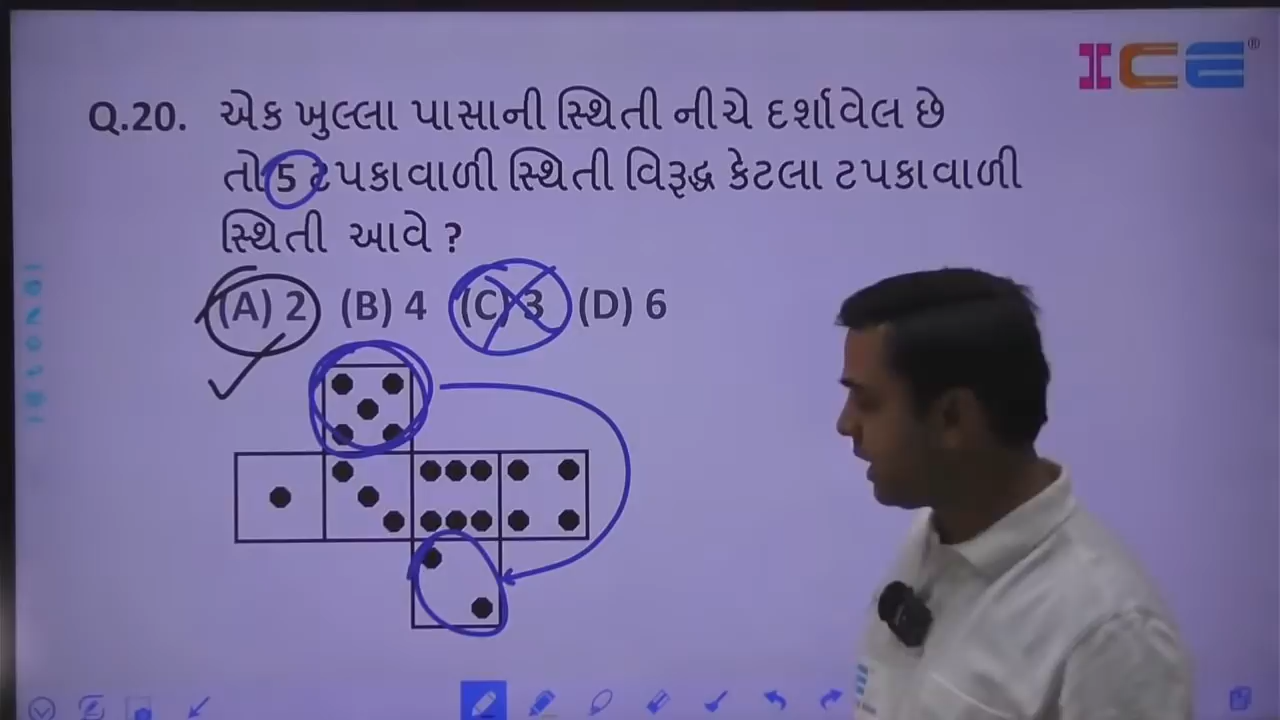 ICE®
Q.20. એક ખુલ્લા પાસાની સ્થિતી નીચે દર્શાવેલ છે
તો 5 ટપકાવાળી સ્થિતી વિરૂદ્ધ કેટલા ટપકાવાળી
સ્થિતી આવે ?
(A) 2 (B) 4 (C) 3 (D) 6